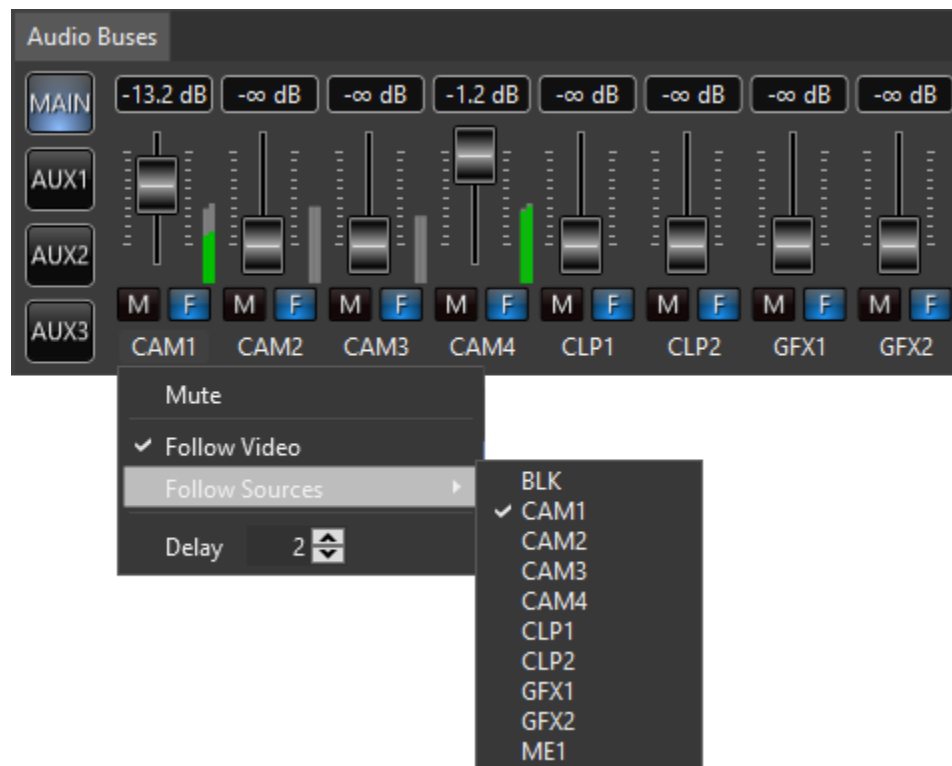 Audio Buses
MAIN -13.2 dB -∞ dB -∞ dB -1.2 dB -∞ dB -∞ dB -∞ dB -∞ dB
AUX1
AUX2
M F M F M F M F M F M F M F M F
AUX3
CAM1 CAM2 CAM3 CAM4 CLP1 CLP2 GFX1 GFX2
Mute
Follow Video
Follow Sources
Delay 2
BLK
CAM1
CAM2
CAM3
CAM4
CLP1
CLP2
GFX1
GFX2
ME1